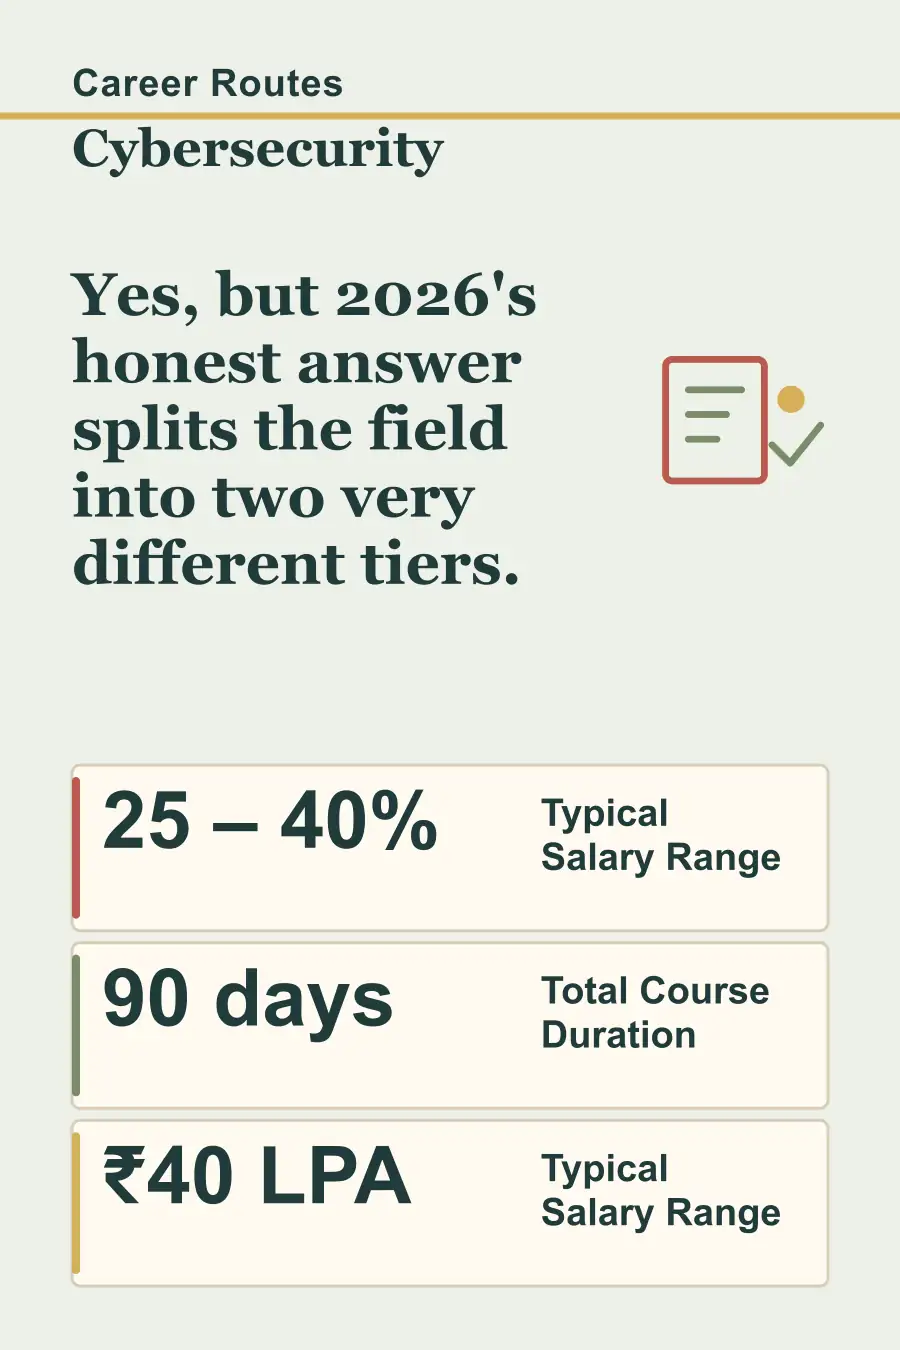 Career Routes
Cybersecurity
Yes, but 2026's
honest answer
splits the field
into two very
different tiers.
25 – 40%
Typical
Salary Range
90 days
Total Course
Duration
₹40 LPA
Typical
Salary Range